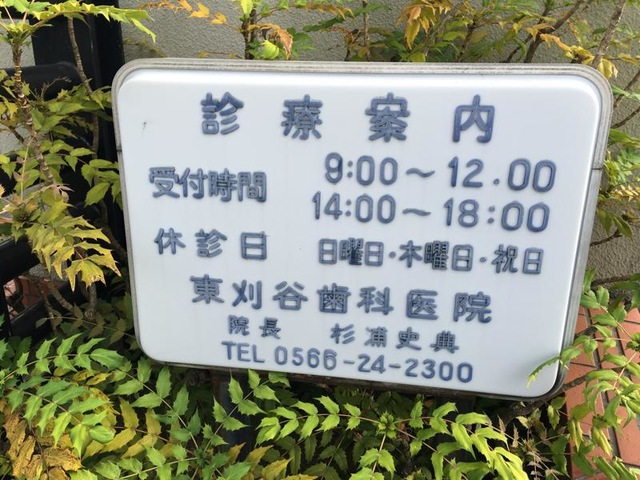 診療案内
受付時間 9:00～12.00
14:00～18:00
休診日 日曜日・木曜日・祝日
東刈谷歯科医院
院長 杉浦史典
TEL 0566-24-2300